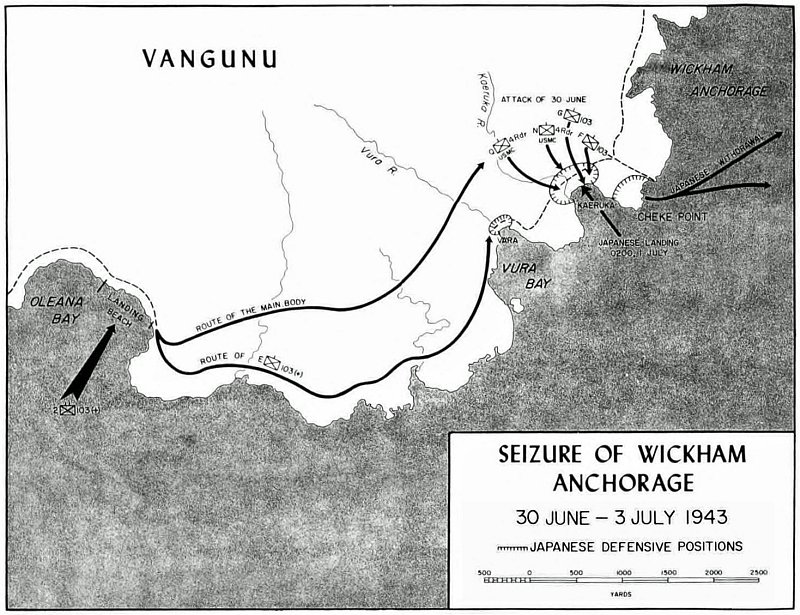 VANGUNU
WICKHAM
ANCHORAGE
Kaeruka R.
ATTACK OF 30 JUNE
G 103
Q 4Rdr
USMC
N 4Rdr
USMC
F 103
Vura R.
JAPANESE WITHDRAWAL
KAERUKA
CHEKE POINT
VURA
JAPANESE LANDING
0200, 1 JULY
VURA
BAY
OLEANA
BAY
LANDING
BEACH
ROUTE OF THE MAIN BODY
ROUTE OF E 103(+)
2 103(+)
SEIZURE OF WICKHAM
ANCHORAGE
30 JUNE – 3 JULY 1943
JAPANESE DEFENSIVE POSITIONS
500 0 500 1000 1500 2000 2500
YARDS